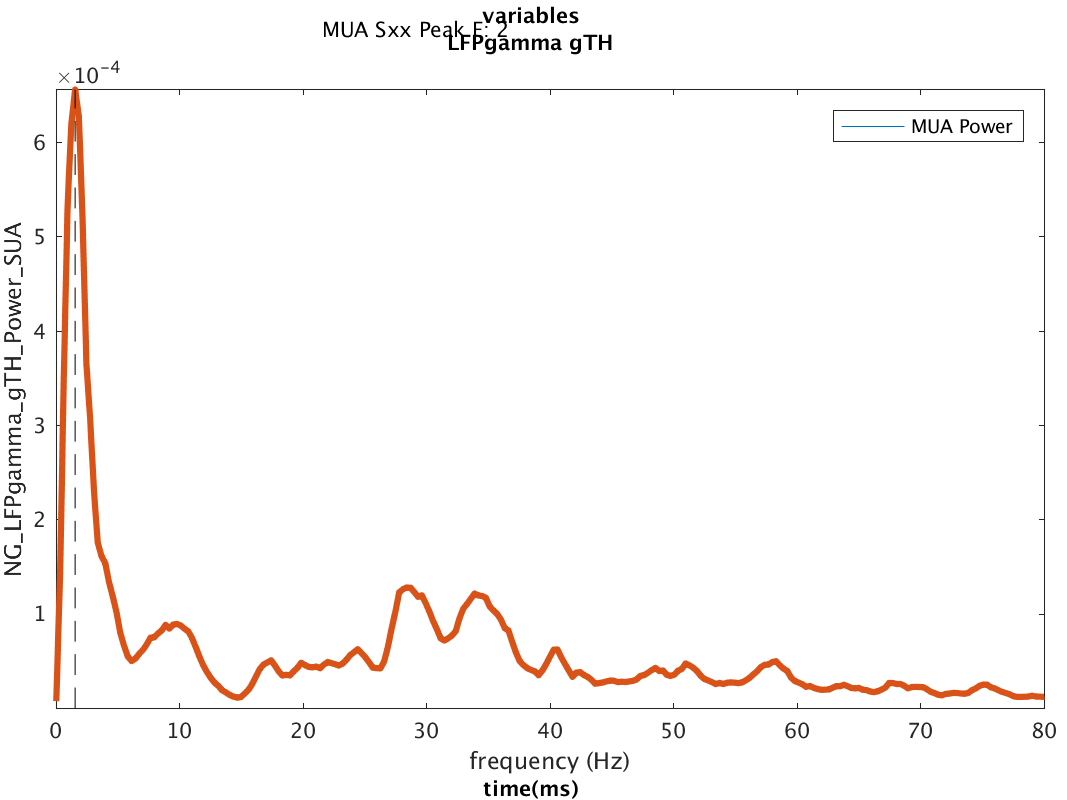 variables
MUA Sxx Peak F: 2
LFPgamma gTH
×10⁻⁴
MUA Power
6
5
4
3
2
1
NG_LFPgamma_gTH_Power_SUA
0 10 20 30 40 50 60 70 80
frequency (Hz)
time(ms)